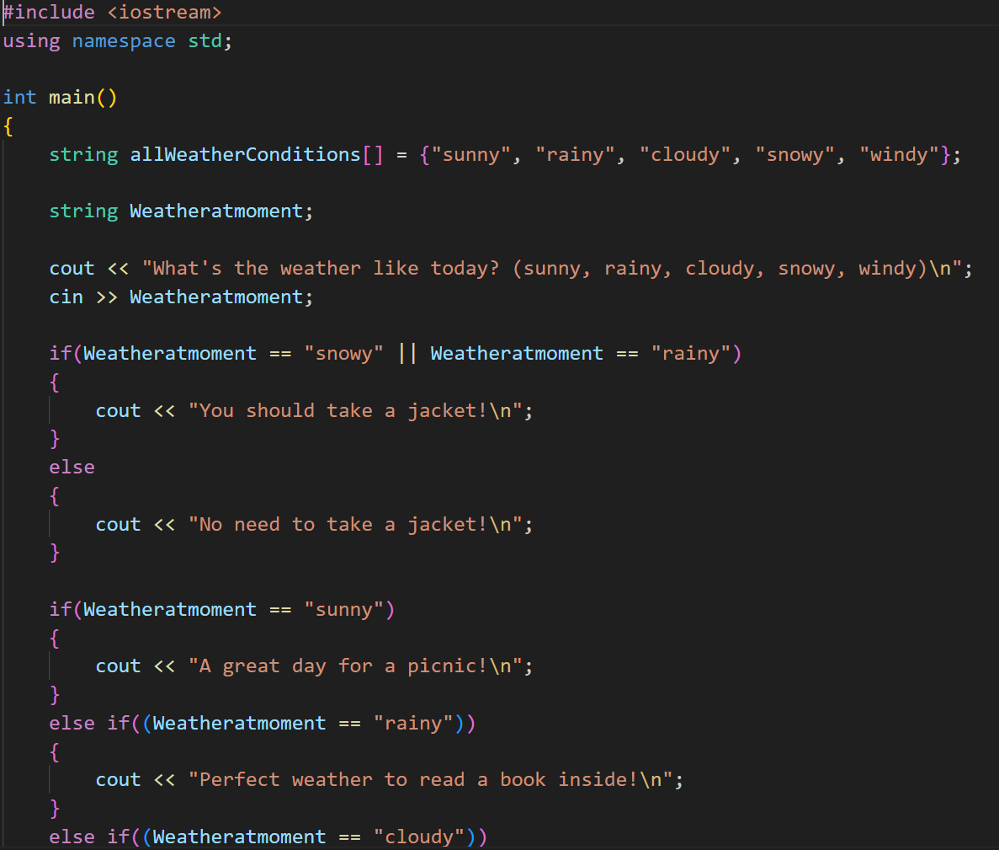 #include <iostream>
using namespace std;

int main()
{
    string allWeatherConditions[] = {"sunny", "rainy", "cloudy", "snowy", "windy"};

    string Weatheratmoment;

    cout << "What's the weather like today? (sunny, rainy, cloudy, snowy, windy)\n";
    cin >> Weatheratmoment;

    if(Weatheratmoment == "snowy" || Weatheratmoment == "rainy")
    {
        cout << "You should take a jacket!\n";
    }
    else
    {
        cout << "No need to take a jacket!\n";
    }

    if(Weatheratmoment == "sunny")
    {
        cout << "A great day for a picnic!\n";
    }
    else if((Weatheratmoment == "rainy"))
    {
        cout << "Perfect weather to read a book inside!\n";
    }
    else if((Weatheratmoment == "cloudy"))